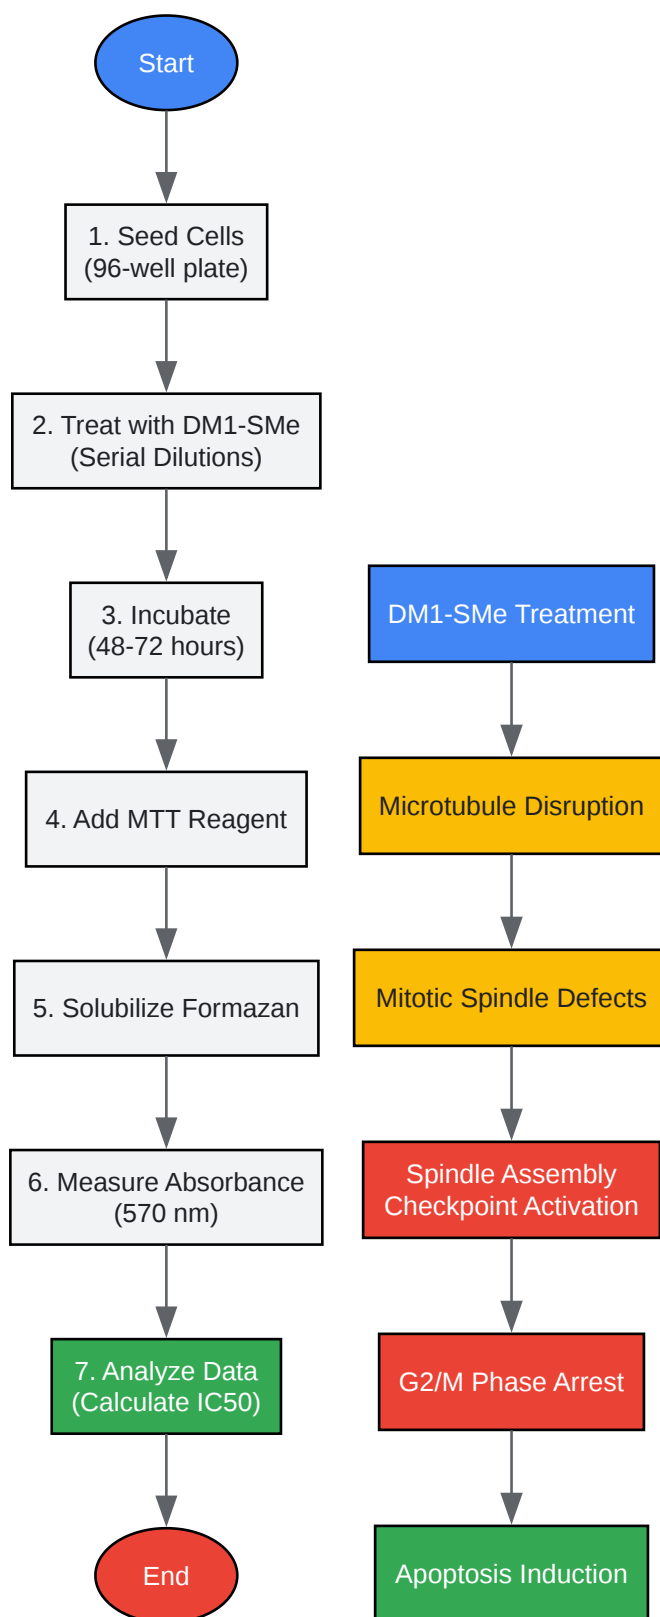 Start
1. Seed Cells
(96-well plate)
2. Treat with DM1-SMe
(Serial Dilutions)
3. Incubate
(48-72 hours)
4. Add MTT Reagent
5. Solubilize Formazan
6. Measure Absorbance
(570 nm)
7. Analyze Data
(Calculate IC50)
End
DM1-SMe Treatment
Microtubule Disruption
Mitotic Spindle Defects
Spindle Assembly
Checkpoint Activation
G2/M Phase Arrest
Apoptosis Induction